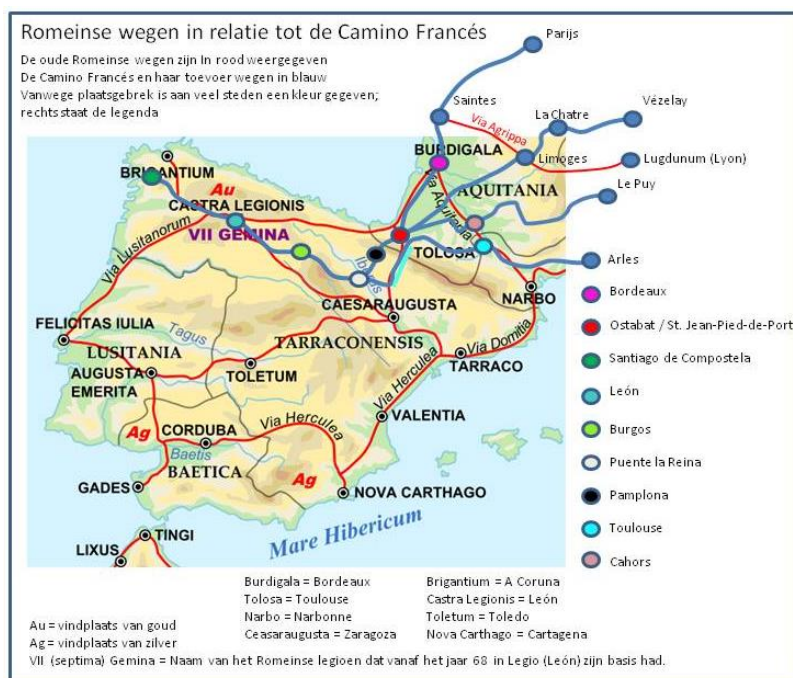 Romeinse wegen in relatie tot de Camino Francés
De oude Romeinse wegen zijn In rood weergegeven
De Camino Francés en haar toevoer wegen in blauw
Vanwege plaatsgebrek is aan veel steden een kleur gegeven;
rechts staat de legenda
Parijs
Saintes
La Chatre
Vézelay
Via Agrippa
BURDIGALA
Limoges
Lugdunum (Lyon)
BRIGANTIUM
Au
AQUITANIA
Le Puy
CASTRA LEGIONIS
Via Aquitania
VII GEMINA
Via Lusitanorum
Iberus
TOLOSA
Arles
NARBO
Bordeaux
CAESARAUGUSTA
FELICITAS IULIA
Tagus
TARRACONENSIS
Via Domitia
Ostabat / St. Jean-Pied-de-Port
LUSITANIA
TARRACO
Santiago de Compostela
AUGUSTA
EMERITA
TOLETUM
Via Herculea
León
VALENTIA
Ag
CORDUBA
Via Herculea
Burgos
Baetis
BAETICA
Ag
Puente la Reina
GADES
NOVA CARTHAGO
Pamplona
Mare Hibericum
TINGI
Toulouse
LIXUS
Cahors
Burdigala = Bordeaux
Tolosa = Toulouse
Narbo = Narbonne
Ceasaraugusta = Zaragoza
Brigantium = A Coruna
Castra Legionis = León
Toletum = Toledo
Nova Carthago = Cartagena
Au = vindplaats van goud
Ag = vindplaats van zilver
VII (septima) Gemina = Naam van het Romeinse legioen dat vanaf het jaar 68 in Legio (León) zijn basis had.